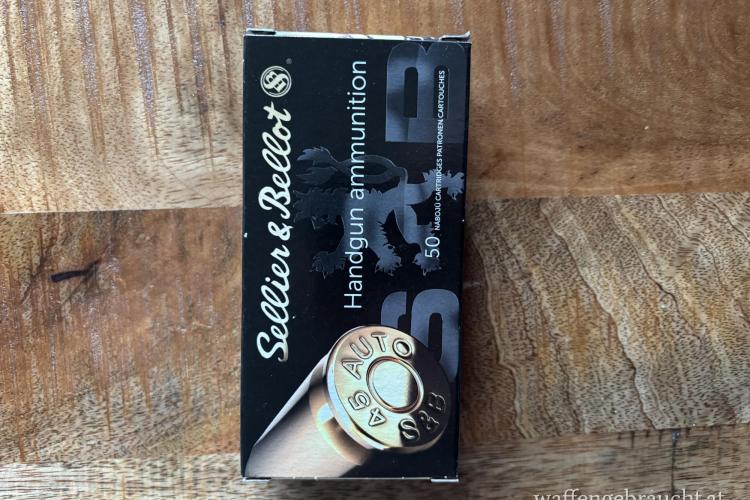 Sellier & Bellot
S&B
®
Handgun ammunition
50 NÁBOJŮ CARTRIDGES PATRONEN CARTOUCHES
S&B
45 AUTO
S&B
waffengebraucht.at